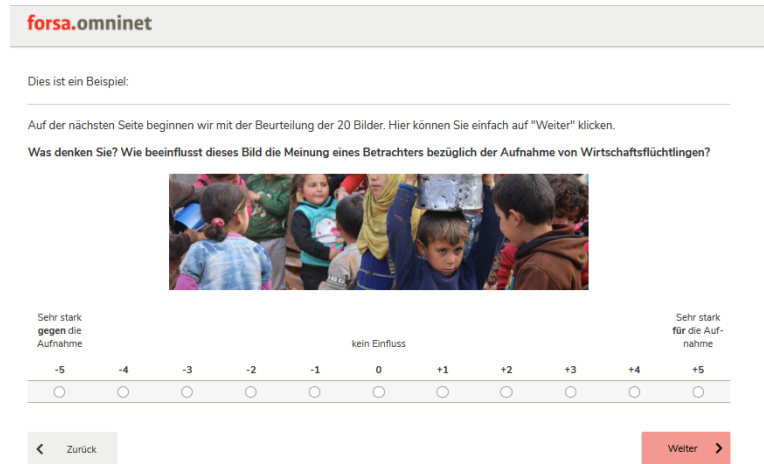 forsa.omninet
Dies ist ein Beispiel:
Auf der nächsten Seite beginnen wir mit der Beurteilung der 20 Bilder. Hier können Sie einfach auf "Weiter" klicken.
Was denken Sie? Wie beeinflusst dieses Bild die Meinung eines Betrachters bezüglich der Aufnahme von Wirtschaftsflüchtlingen?
Sehr stark
gegen die
Aufnahme
kein Einfluss
Sehr stark
für die Auf-
nahme
-5 -4 -3 -2 -1 0 +1 +2 +3 +4 +5
Zurück Weiter